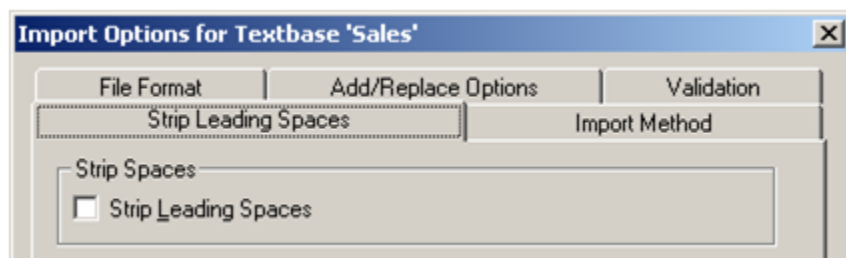 Import Options for Textbase 'Sales'
File Format Add/Replace Options Validation
Strip Leading Spaces Import Method
Strip Spaces
Strip Leading Spaces